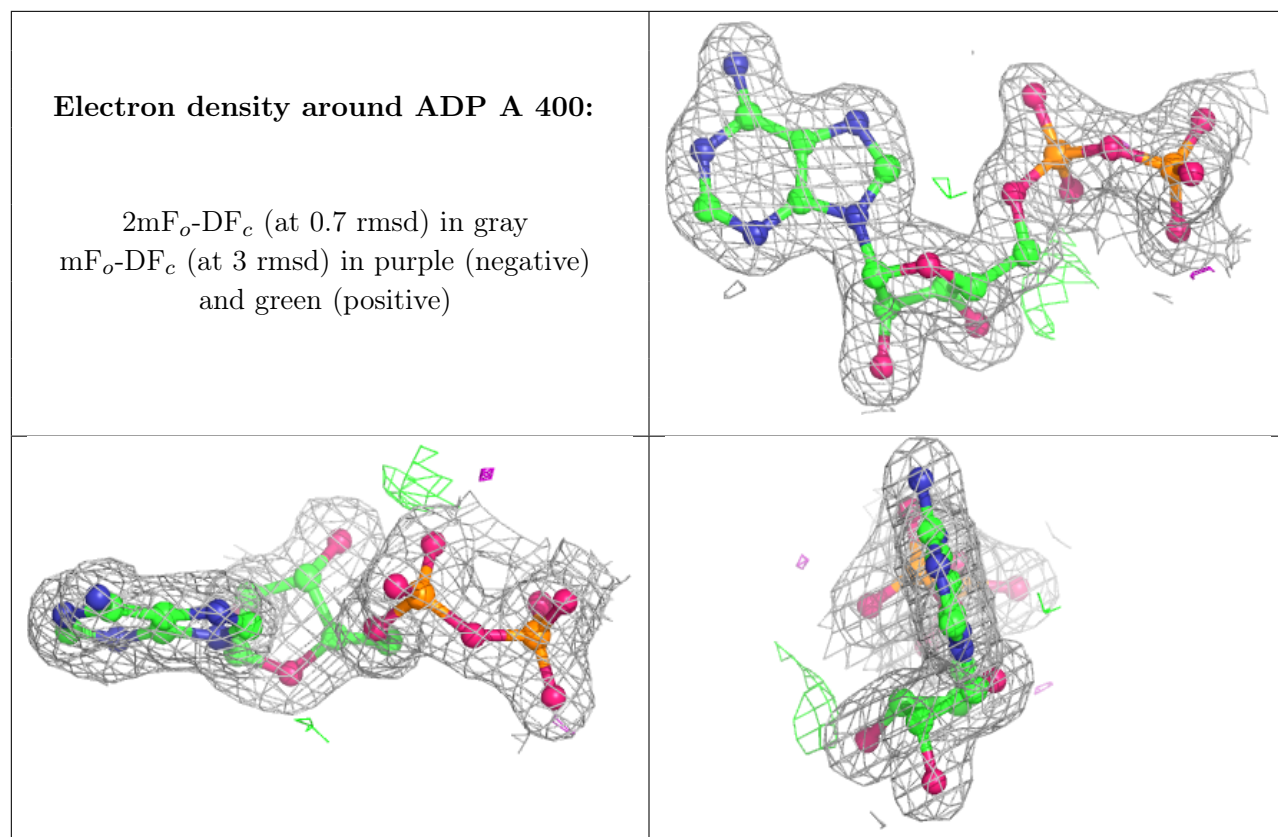 Electron density around ADP A 400:
2mFo-DFc (at 0.7 rmsd) in gray
mFo-DFc (at 3 rmsd) in purple (negative)
and green (positive)